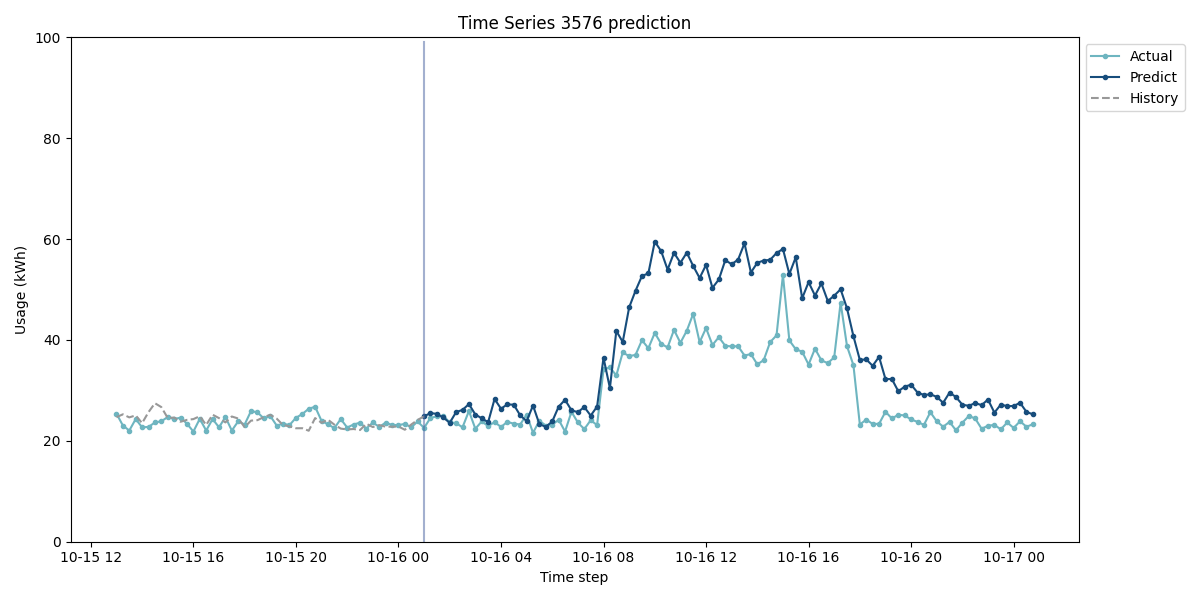 Time Series 3576 prediction
100
80
60
40
20
0
Usage (kWh)
10-15 12
10-15 16
10-15 20
10-16 00
10-16 04
10-16 08
10-16 12
10-16 16
10-16 20
10-17 00
Time step
Actual
Predict
History